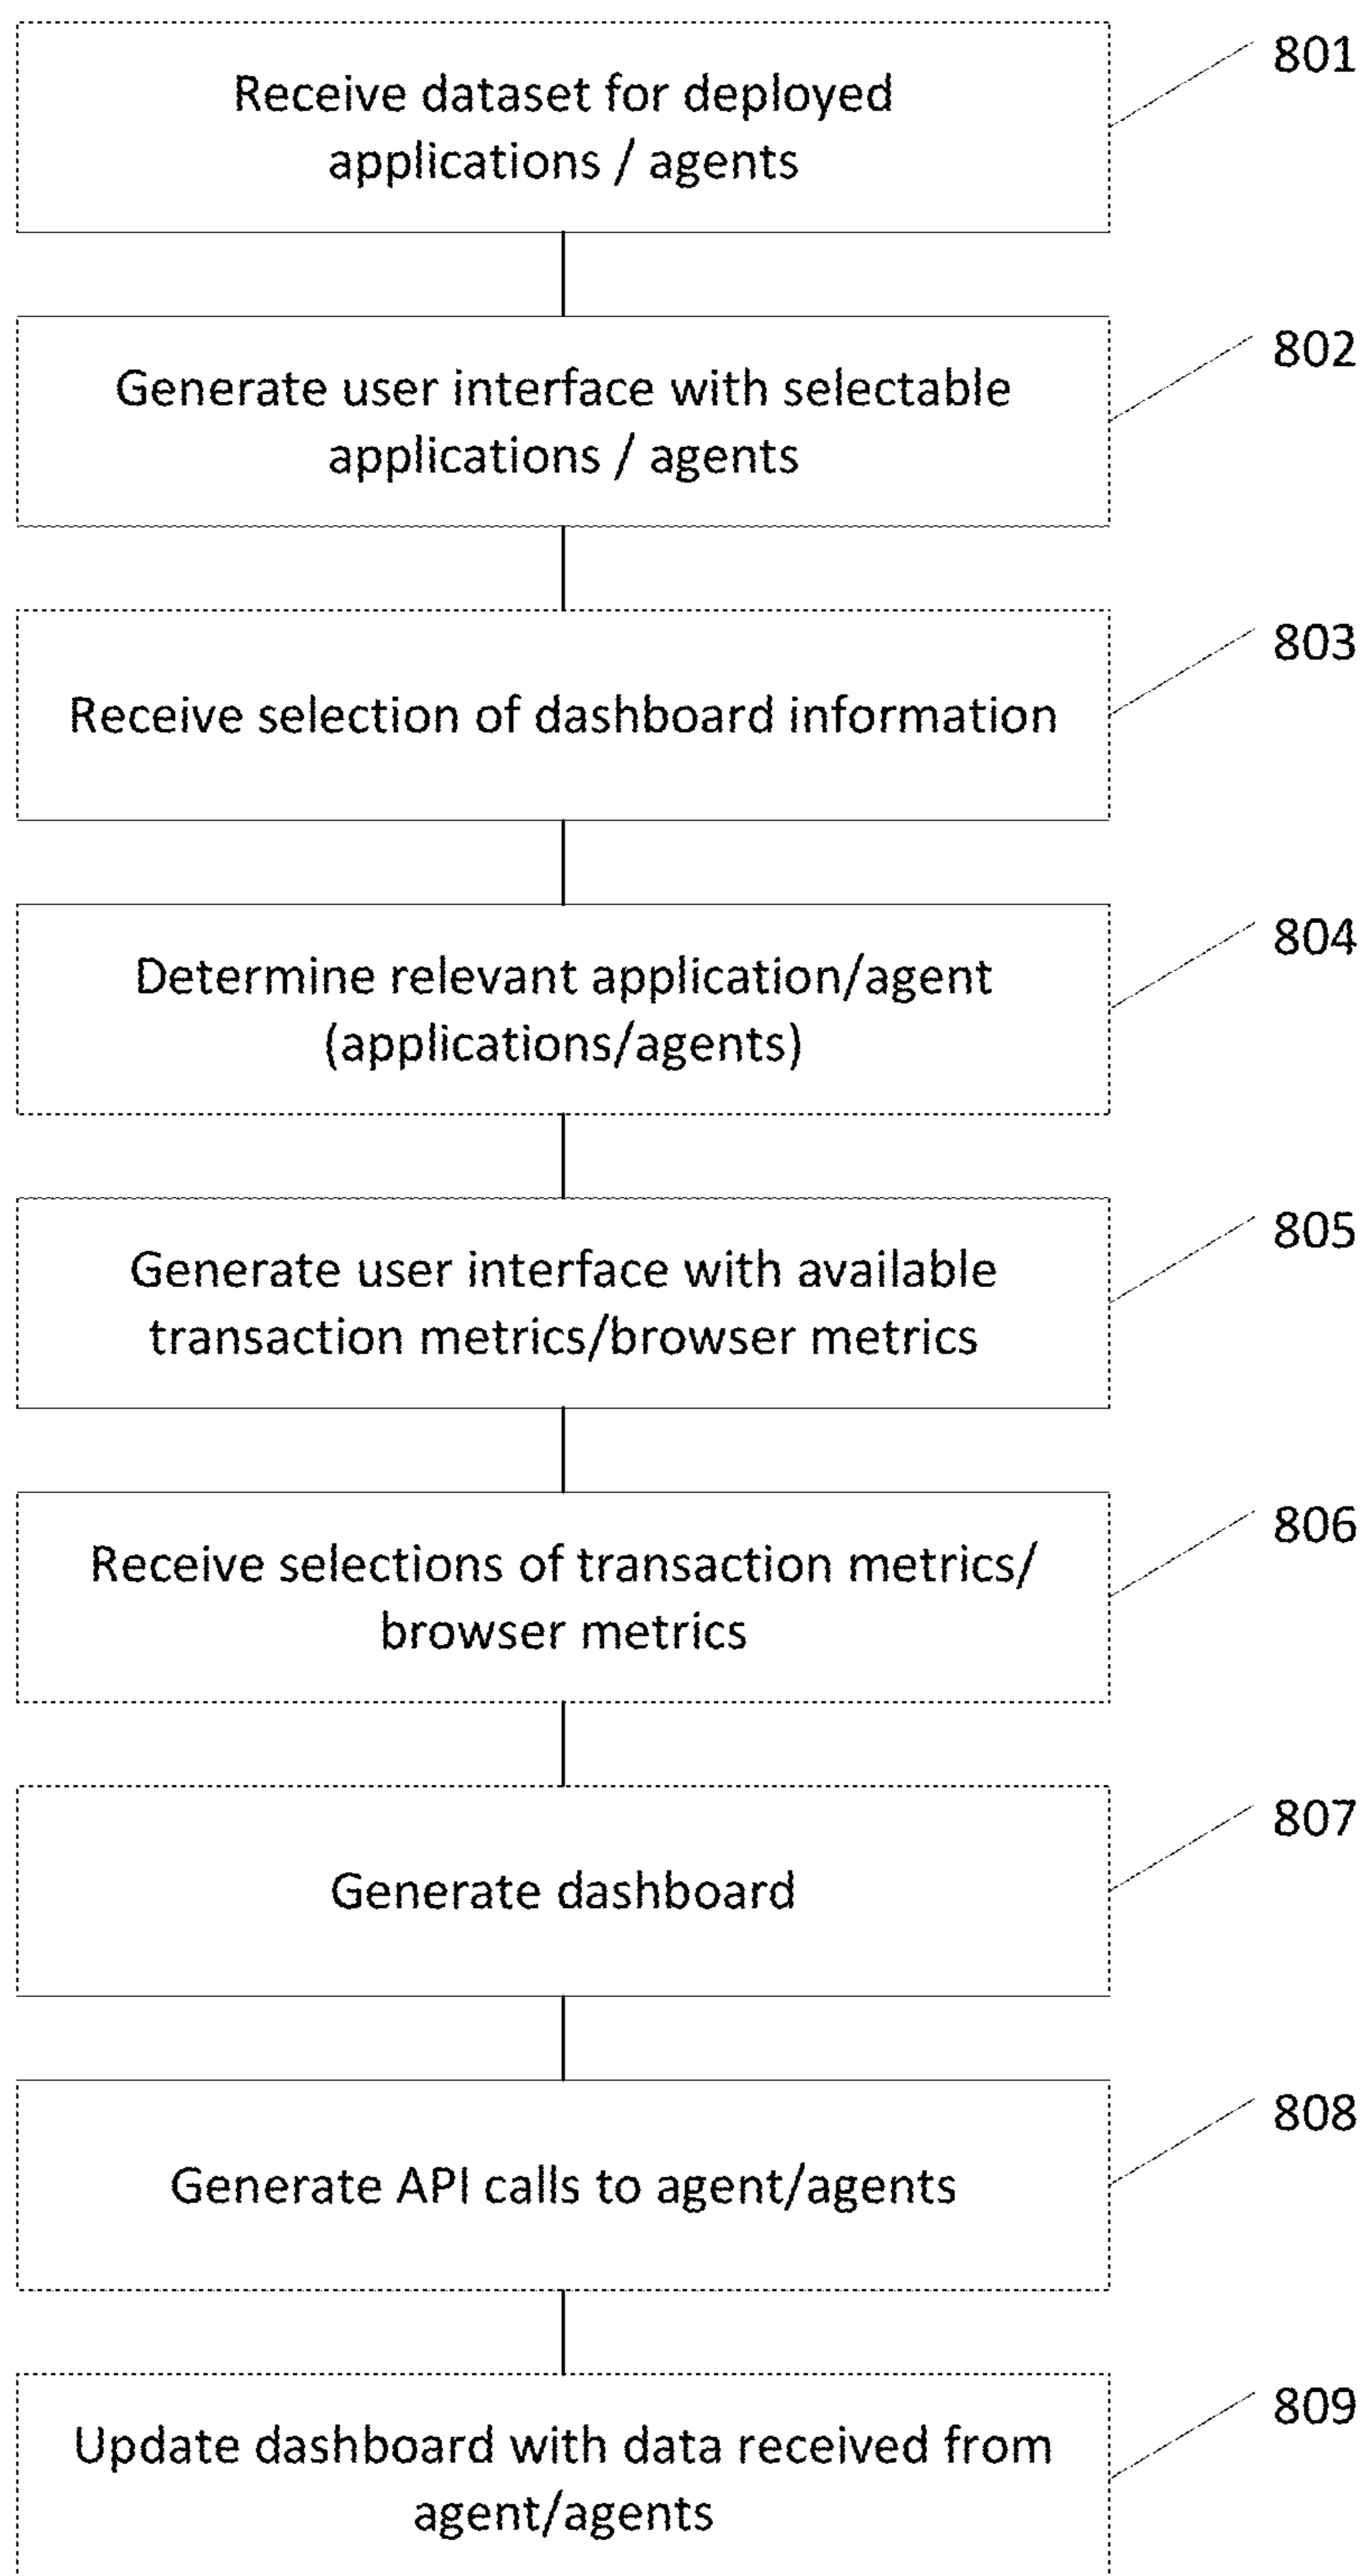 801
Receive dataset for deployed
applications / agents
802
Generate user interface with selectable
applications / agents
803
Receive selection of dashboard information
804
Determine relevant application/agent
(applications/agents)
805
Generate user interface with available
transaction metrics/browser metrics
806
Receive selections of transaction metrics/
browser metrics
807
Generate dashboard
808
Generate API calls to agent/agents
809
Update dashboard with data received from
agent/agents